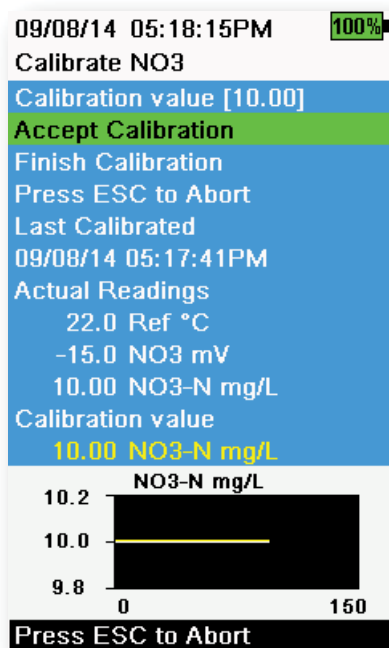 09/08/14 05:18:15PM 100%
Calibrate NO3
Calibration value [10.00]
Accept Calibration
Finish Calibration
Press ESC to Abort
Last Calibrated
09/08/14 05:17:41PM
Actual Readings
22.0 Ref °C
-15.0 NO3 mV
10.00 NO3-N mg/L
Calibration value
10.00 NO3-N mg/L
NO3-N mg/L
10.2
10.0
9.8
0 150
Press ESC to Abort